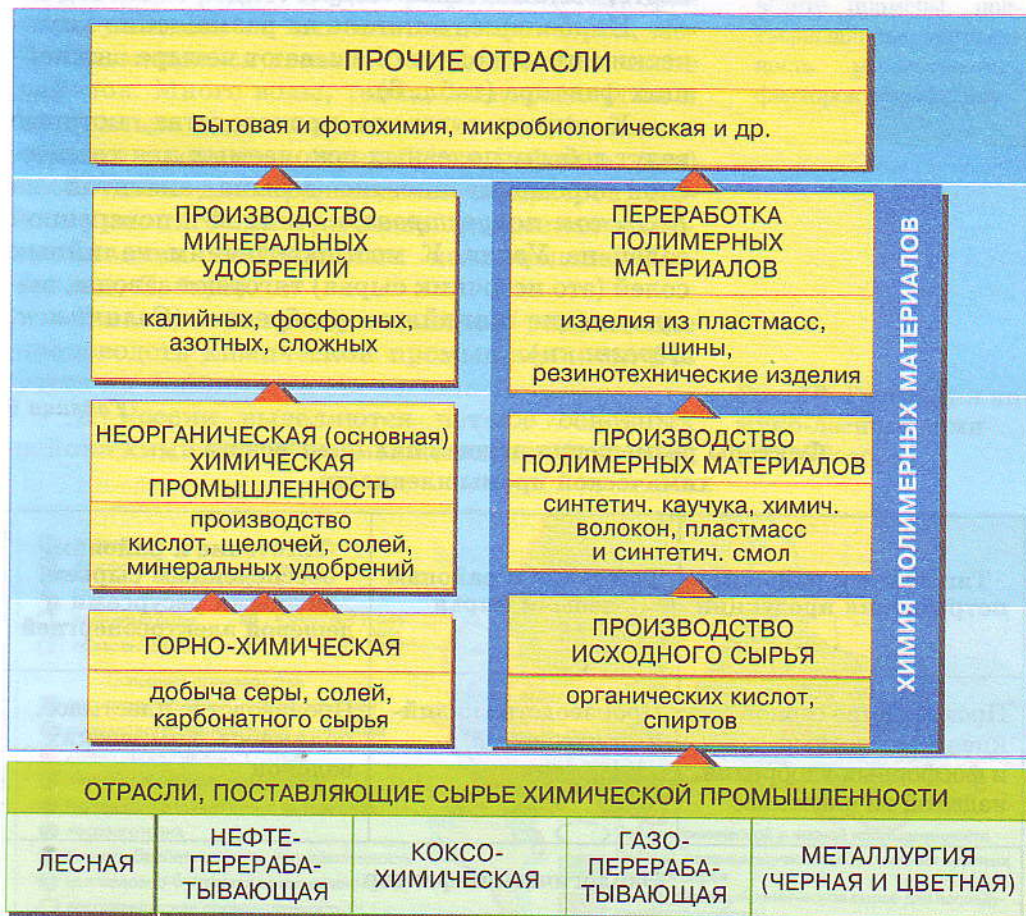 ПРОЧИЕ ОТРАСЛИ
Бытовая и фотохимия, микробиологическая и др.
ПРОИЗВОДСТВО
МИНЕРАЛЬНЫХ
УДОБРЕНИЙ
калийных, фосфорных,
азотных, сложных
НЕОРГАНИЧЕСКАЯ (основная)
ХИМИЧЕСКАЯ
ПРОМЫШЛЕННОСТЬ
производство
кислот, щелочей, солей,
минеральных удобрений
ГОРНО-ХИМИЧЕСКАЯ
добыча серы, солей,
карбонатного сырья
ПЕРЕРАБОТКА
ПОЛИМЕРНЫХ
МАТЕРИАЛОВ
изделия из пластмасс,
шины,
резинотехнические изделия
ПРОИЗВОДСТВО
ПОЛИМЕРНЫХ МАТЕРИАЛОВ
синтетич. каучука, химич.
волокон, пластмасс
и синтетич. смол
ПРОИЗВОДСТВО
ИСХОДНОГО СЫРЬЯ
органических кислот,
спиртов
ХИМИЯ ПОЛИМЕРНЫХ МАТЕРИАЛОВ
ОТРАСЛИ, ПОСТАВЛЯЮЩИЕ СЫРЬЕ ХИМИЧЕСКОЙ ПРОМЫШЛЕННОСТИ
ЛЕСНАЯ
НЕФТЕ-
ПЕРЕРАБА-
ТЫВАЮЩАЯ
КОКСО-
ХИМИЧЕСКАЯ
ГАЗО-
ПЕРЕРАБА-
ТЫВАЮЩАЯ
МЕТАЛЛУРГИЯ
(ЧЕРНАЯ И ЦВЕТНАЯ)